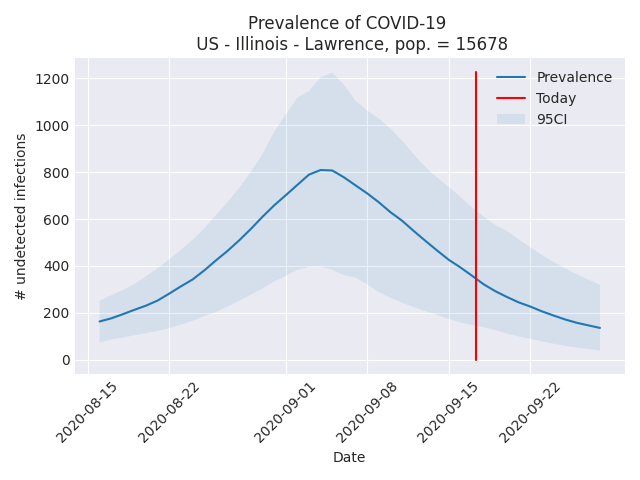 Prevalence of COVID-19
US - Illinois - Lawrence, pop. = 15678
Prevalence
Today
95CI
# undetected infections
1200
1000
800
600
400
200
0
2020-08-15
2020-08-22
2020-09-01
2020-09-08
2020-09-15
2020-09-22
Date